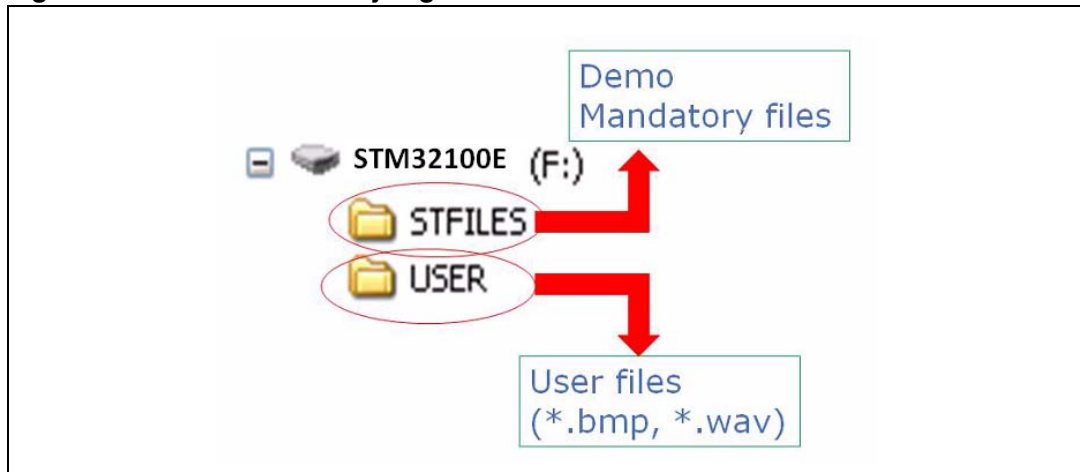 Demo
Mandatory files
STM32100E (F:)
STFILES
USER
User files
(*.bmp, *.wav)